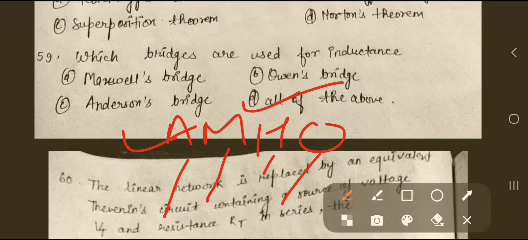 (c) Superposition theorem (d) Norton's theorem
59. Which bridges are used for inductance
(a) Maxwell's bridge (b) Owen's bridge
(c) Anderson's bridge (d) all of the above.
AMHO
60. The linear network is replaced by an equivalent
Thevenin's circuit containing a source of voltage
and resistance RT in series, the